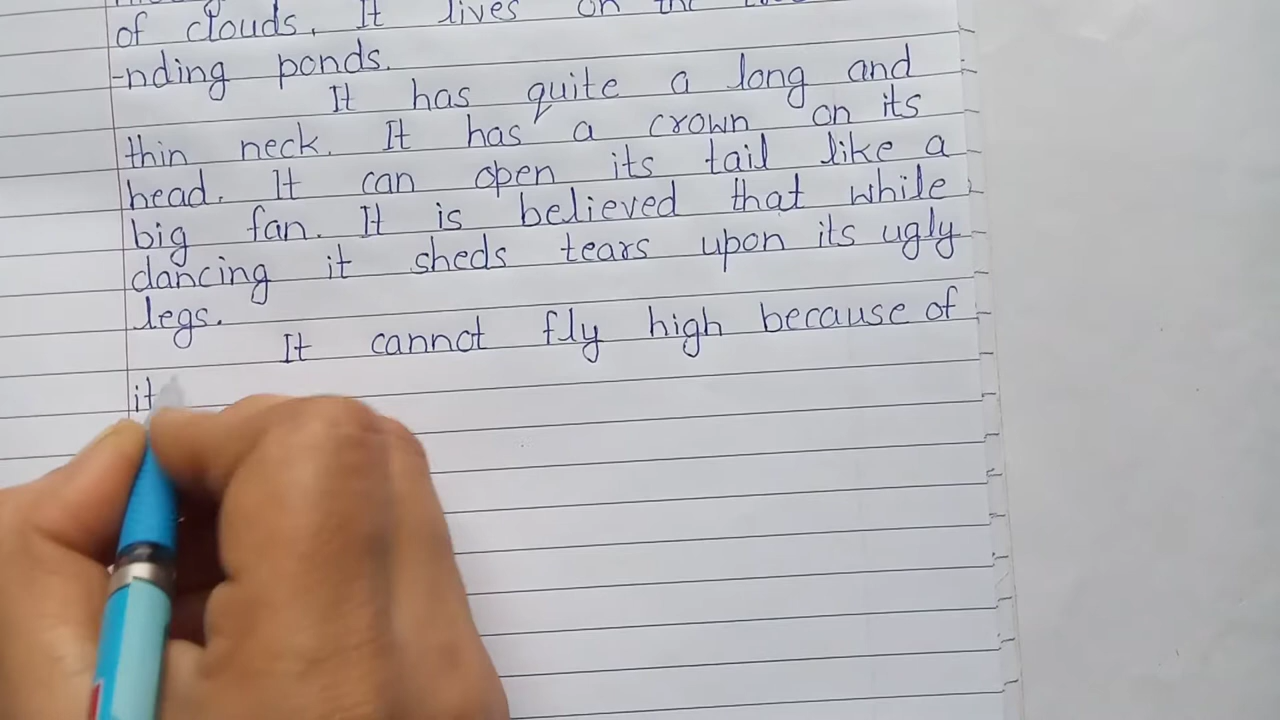 of clouds. It lives on the
-nding ponds.
It has quite a long and
thin neck. It has a crown on its
head. It can open its tail like a
big fan. It is believed that while
dancing it sheds tears upon its ugly
legs.
It cannot fly high because of
it